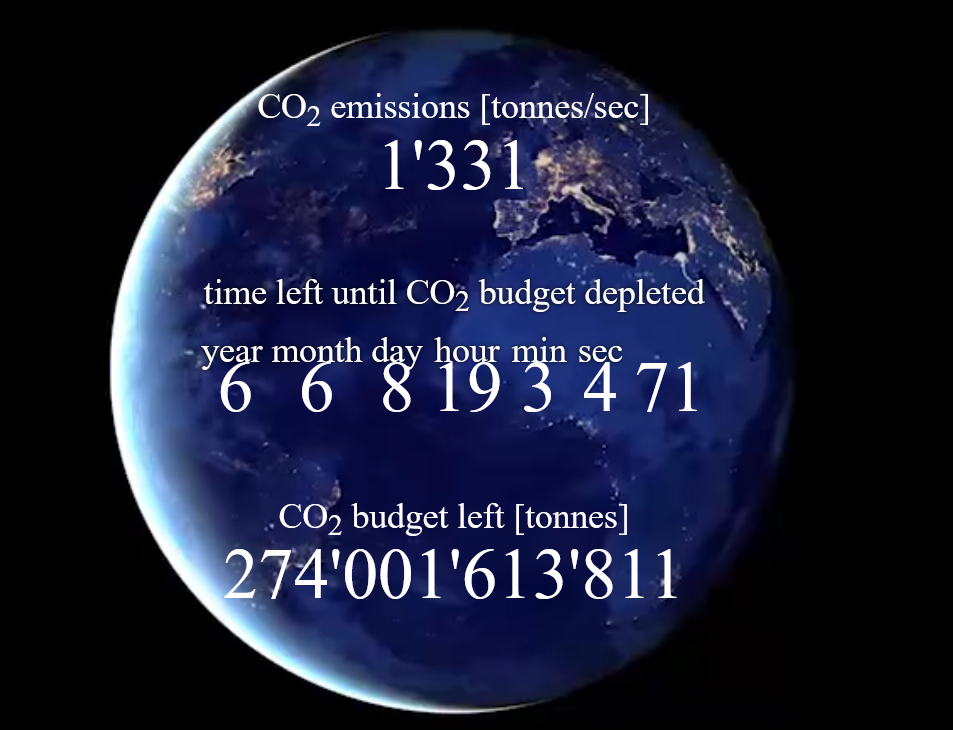 CO₂ emissions [tonnes/sec]
1'331
time left until CO₂ budget depleted
year month day hour min sec
6 6 8 19 3 4 71
CO₂ budget left [tonnes]
274'001'613'811